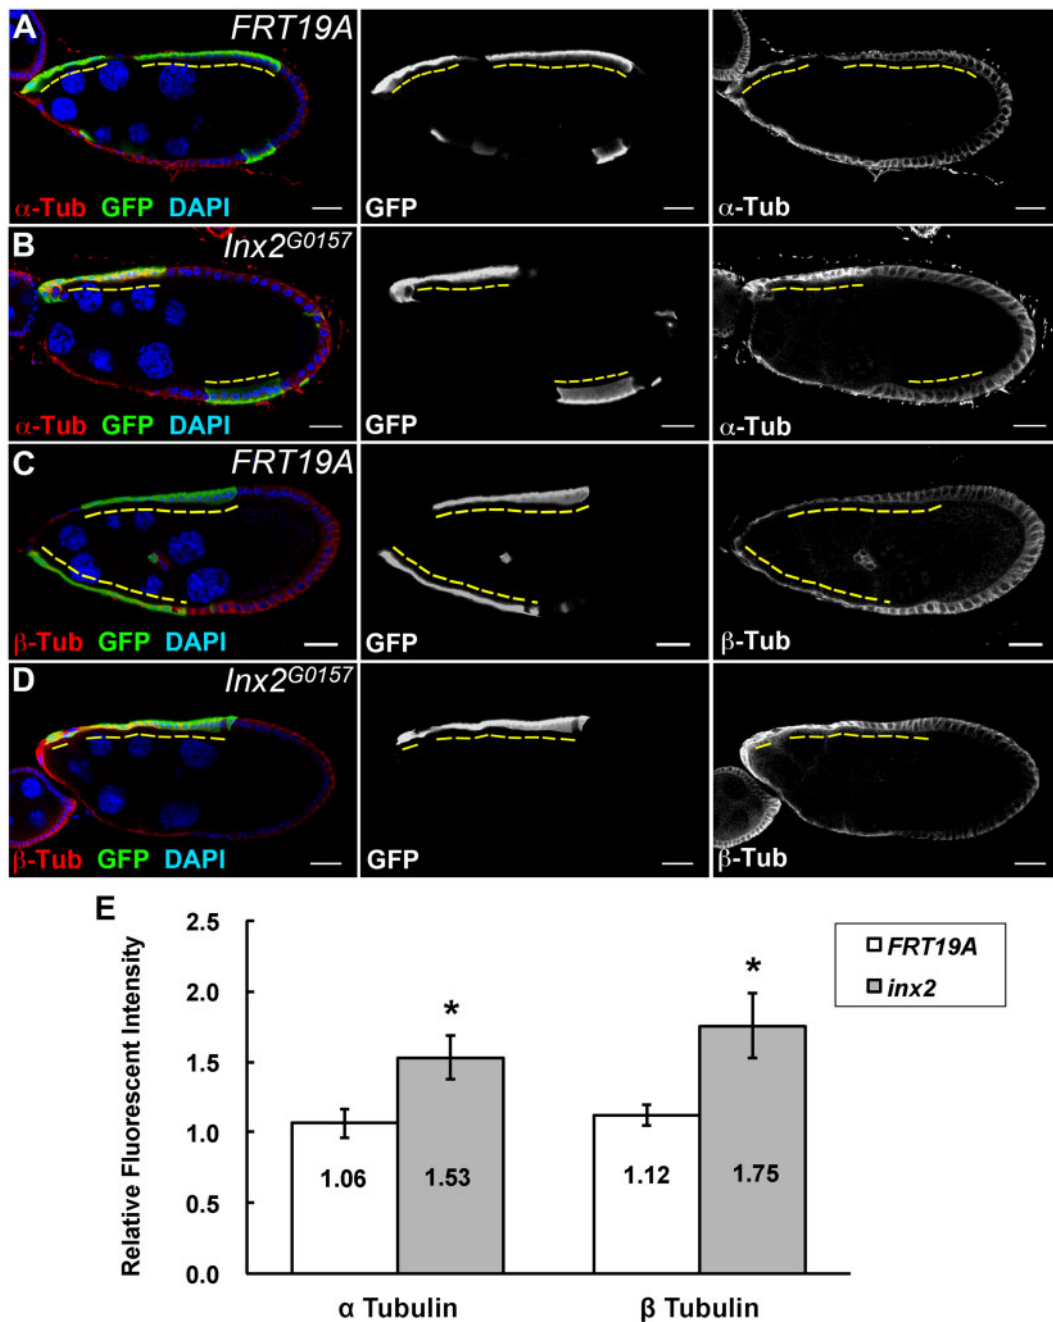 A FRT19A
α-Tub GFP DAPI
GFP
α-Tub
B Inx2G0157
α-Tub GFP DAPI
GFP
α-Tub
C FRT19A
β-Tub GFP DAPI
GFP
β-Tub
D Inx2G0157
β-Tub GFP DAPI
GFP
β-Tub
E
Relative Fluorescent Intensity
2.5
2.0
1.5
1.0
0.5
0.0
FRT19A
inx2
*
*
1.06
1.53
1.12
1.75
α Tubulin
β Tubulin